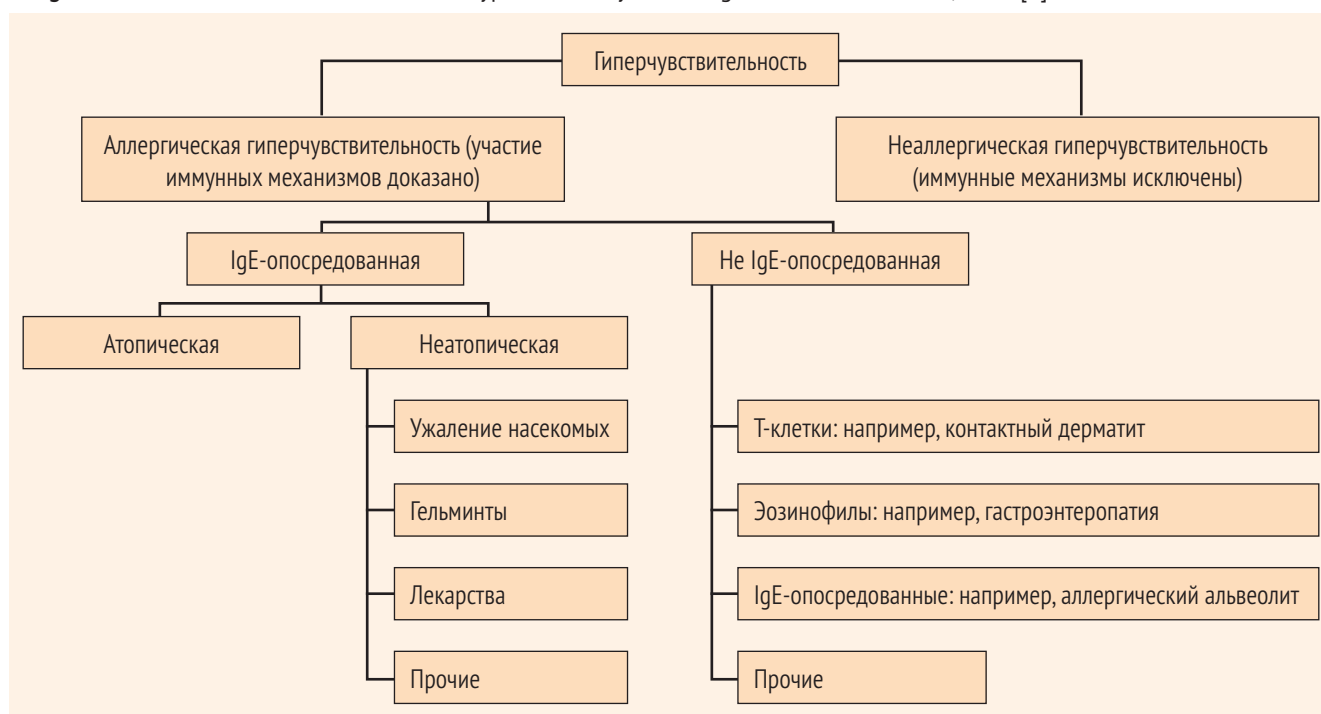 Гиперчувствительность
Аллергическая гиперчувствительность (участие
иммунных механизмов доказано)
Неаллергическая гиперчувствительность
(иммунные механизмы исключены)
IgE-опосредованная
Не IgE-опосредованная
Атопическая
Неатопическая
Ужаление насекомых
Гельминты
Лекарства
Прочие
Т-клетки: например, контактный дерматит
Эозинофилы: например, гастроэнтеропатия
IgE-опосредованные: например, аллергический альвеолит
Прочие